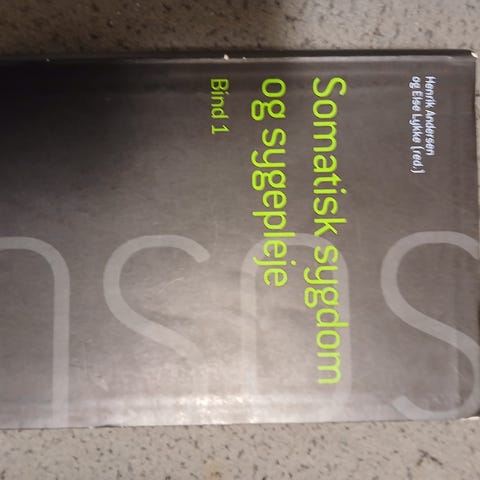 Henrik Andersen
og Else Lykke (red.)
Somatisk sygdom
og sygepleje
Bind 1